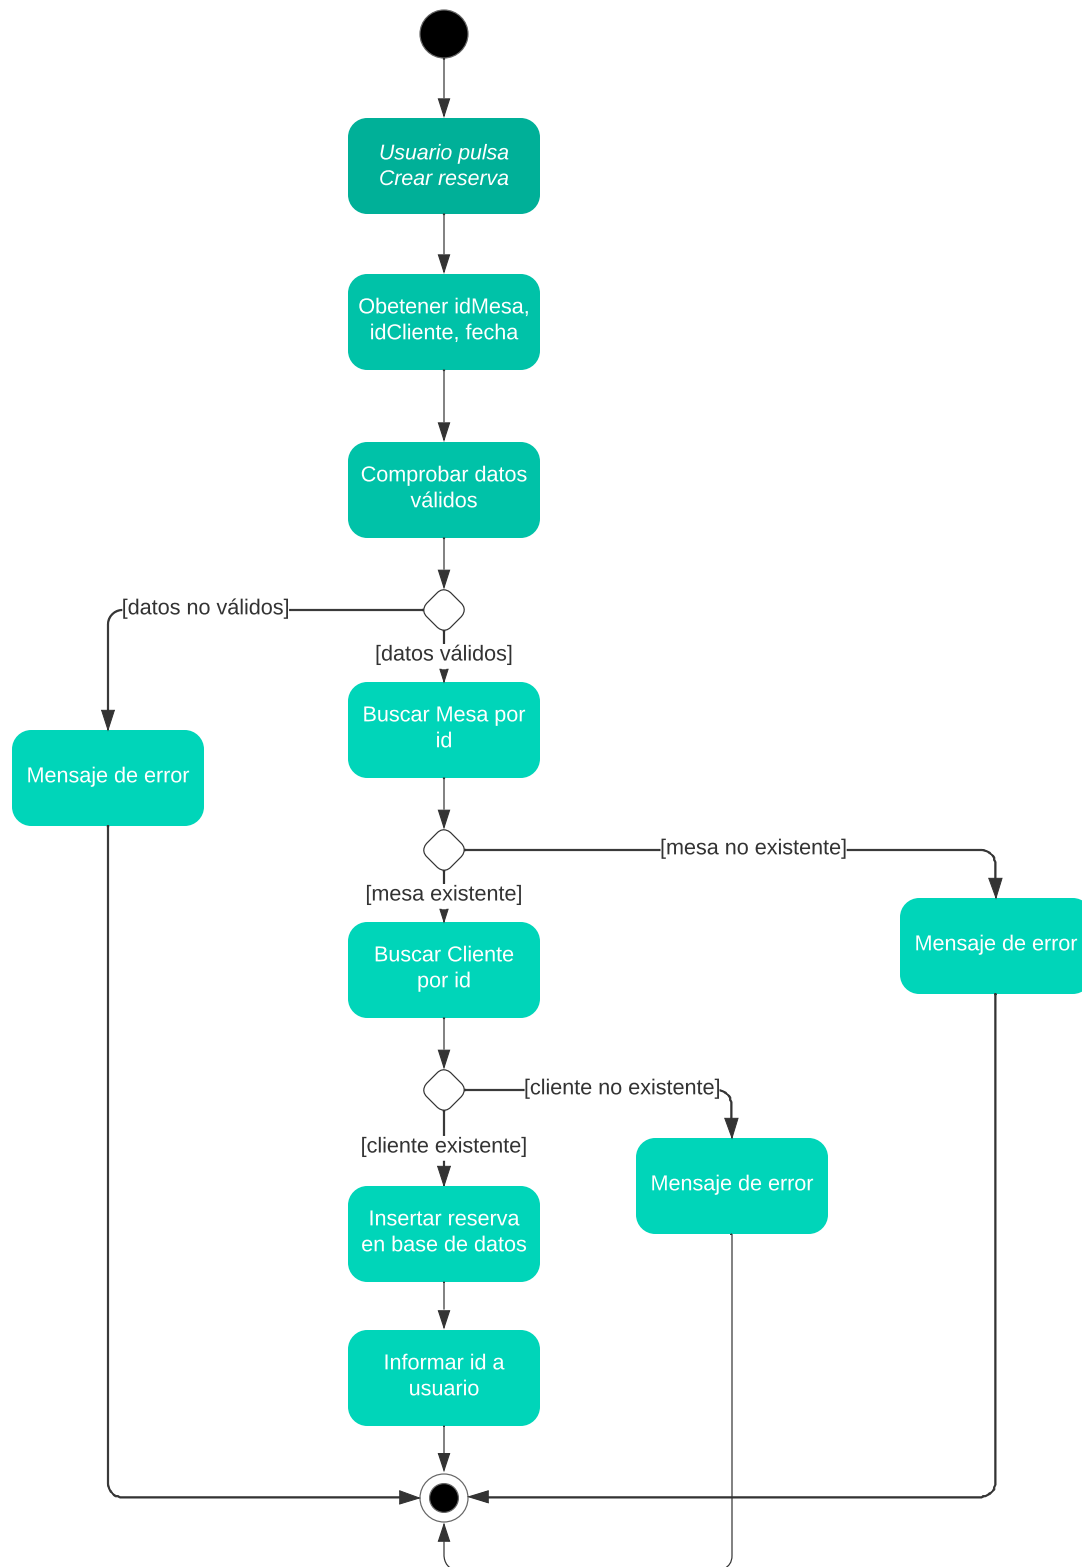 Usuario pulsa
Crear reserva
Obetener idMesa,
idCliente, fecha
Comprobar datos
válidos
[datos no válidos]
[datos válidos]
Buscar Mesa por
id
Mensaje de error
[mesa no existente]
[mesa existente]
Buscar Cliente
por id
Mensaje de error
[cliente no existente]
[cliente existente]
Mensaje de error
Insertar reserva
en base de datos
Informar id a
usuario